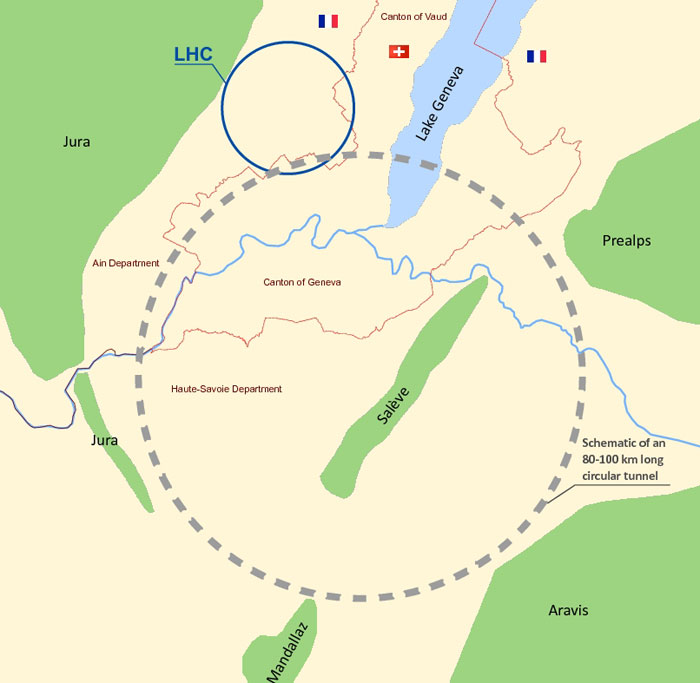 Canton of Vaud
LHC
Lake Geneva
Jura
Prealps
Ain Department
Canton of Geneva
Haute-Savoie Department
Salève
Jura
Schematic of an
80-100 km long
circular tunnel
Aravis
Mandallaz